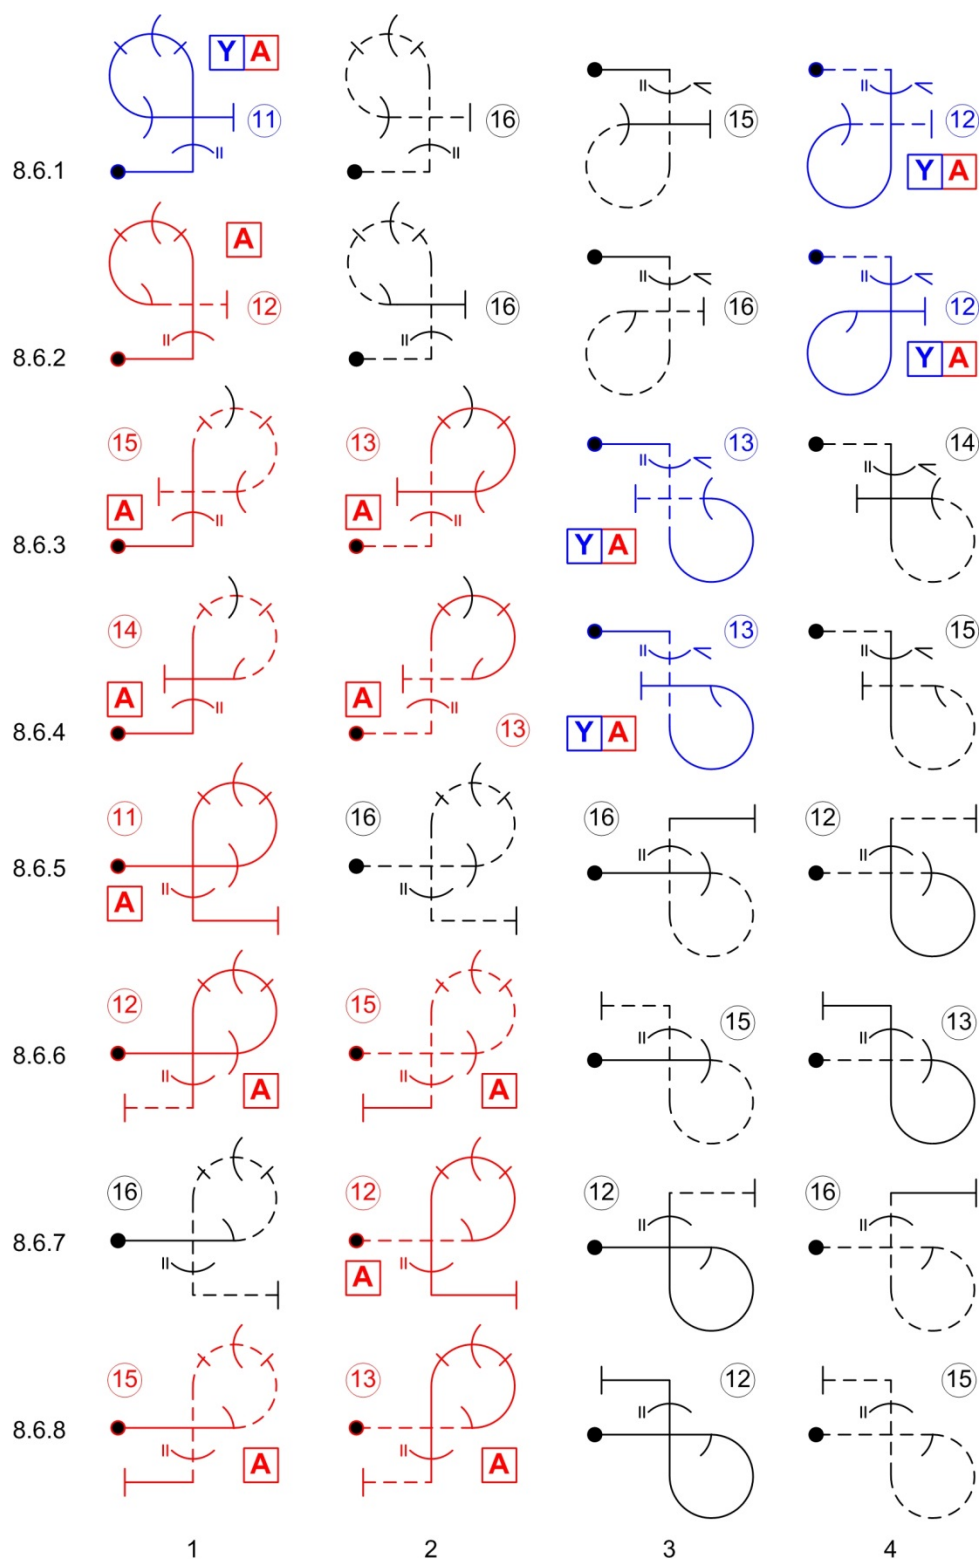 Y A
11 16 15 12
8.6.1 Y A
A
12 16 16 12
8.6.2 Y A
15 13 13 14
A A
8.6.3 Y A
14 15
A A 13
8.6.4 13 Y A
11 16 16 12
8.6.5
A
12 15 15 13
8.6.6
A A
16 12 12 16
8.6.7
A
15 13 12 15
8.6.8
A A
1 2 3 4